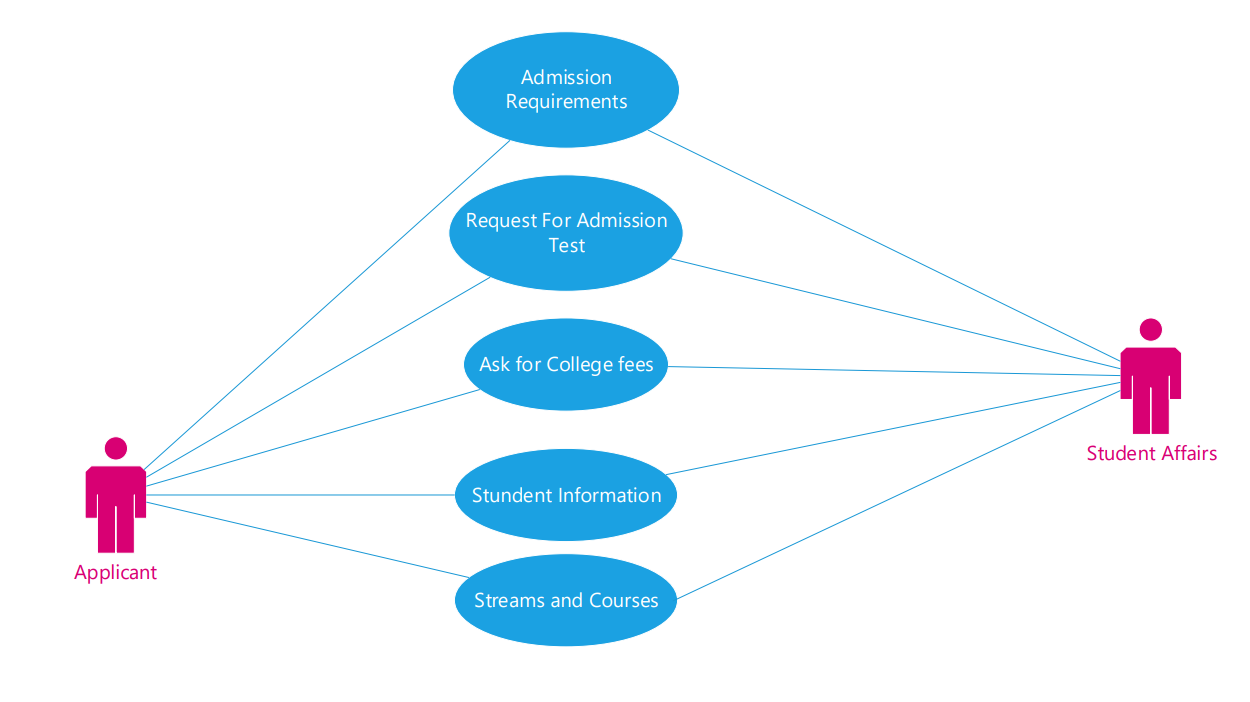 Admission
Requirements
Request For Admission
Test
Ask for College fees
Student Affairs
Stundent Information
Applicant
Streams and Courses